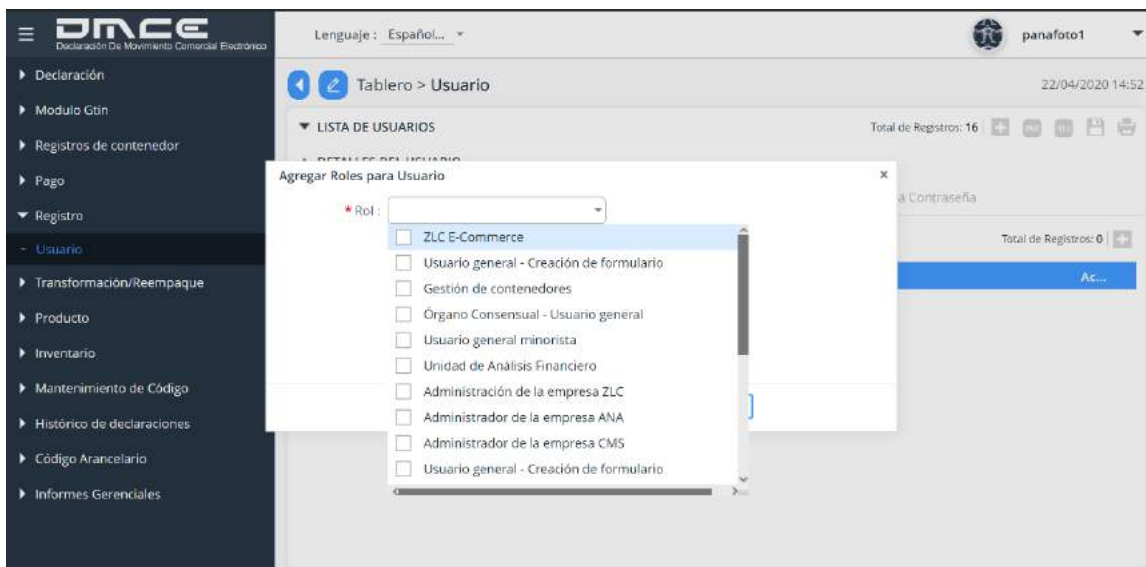 DMCE
Declaración De Movimiento Comercial Electrónico
Lenguaje : Español...
panafoto1
Declaración
Modulo Gtin
Registros de contenedor
Pago
Registro
- Usuario
Transformación/Reempaque
Producto
Inventario
Mantenimiento de Código
Histórico de declaraciones
Código Arancelario
Informes Gerenciales
Tablero > Usuario
22/04/2020 14:52
LISTA DE USUARIOS
Total de Registros: 16
DETALLES DEL USUARIO
Agregar Roles para Usuario
x
a Contraseña
* Rol :
Total de Registros: 0
Ac...
ZLC E-Commerce
Usuario general - Creación de formulario
Gestión de contenedores
Órgano Consensual - Usuario general
Usuario general minorista
Unidad de Análisis Financiero
Administración de la empresa ZLC
Administrador de la empresa ANA
Administrador de la empresa CMS
Usuario general - Creación de formulario